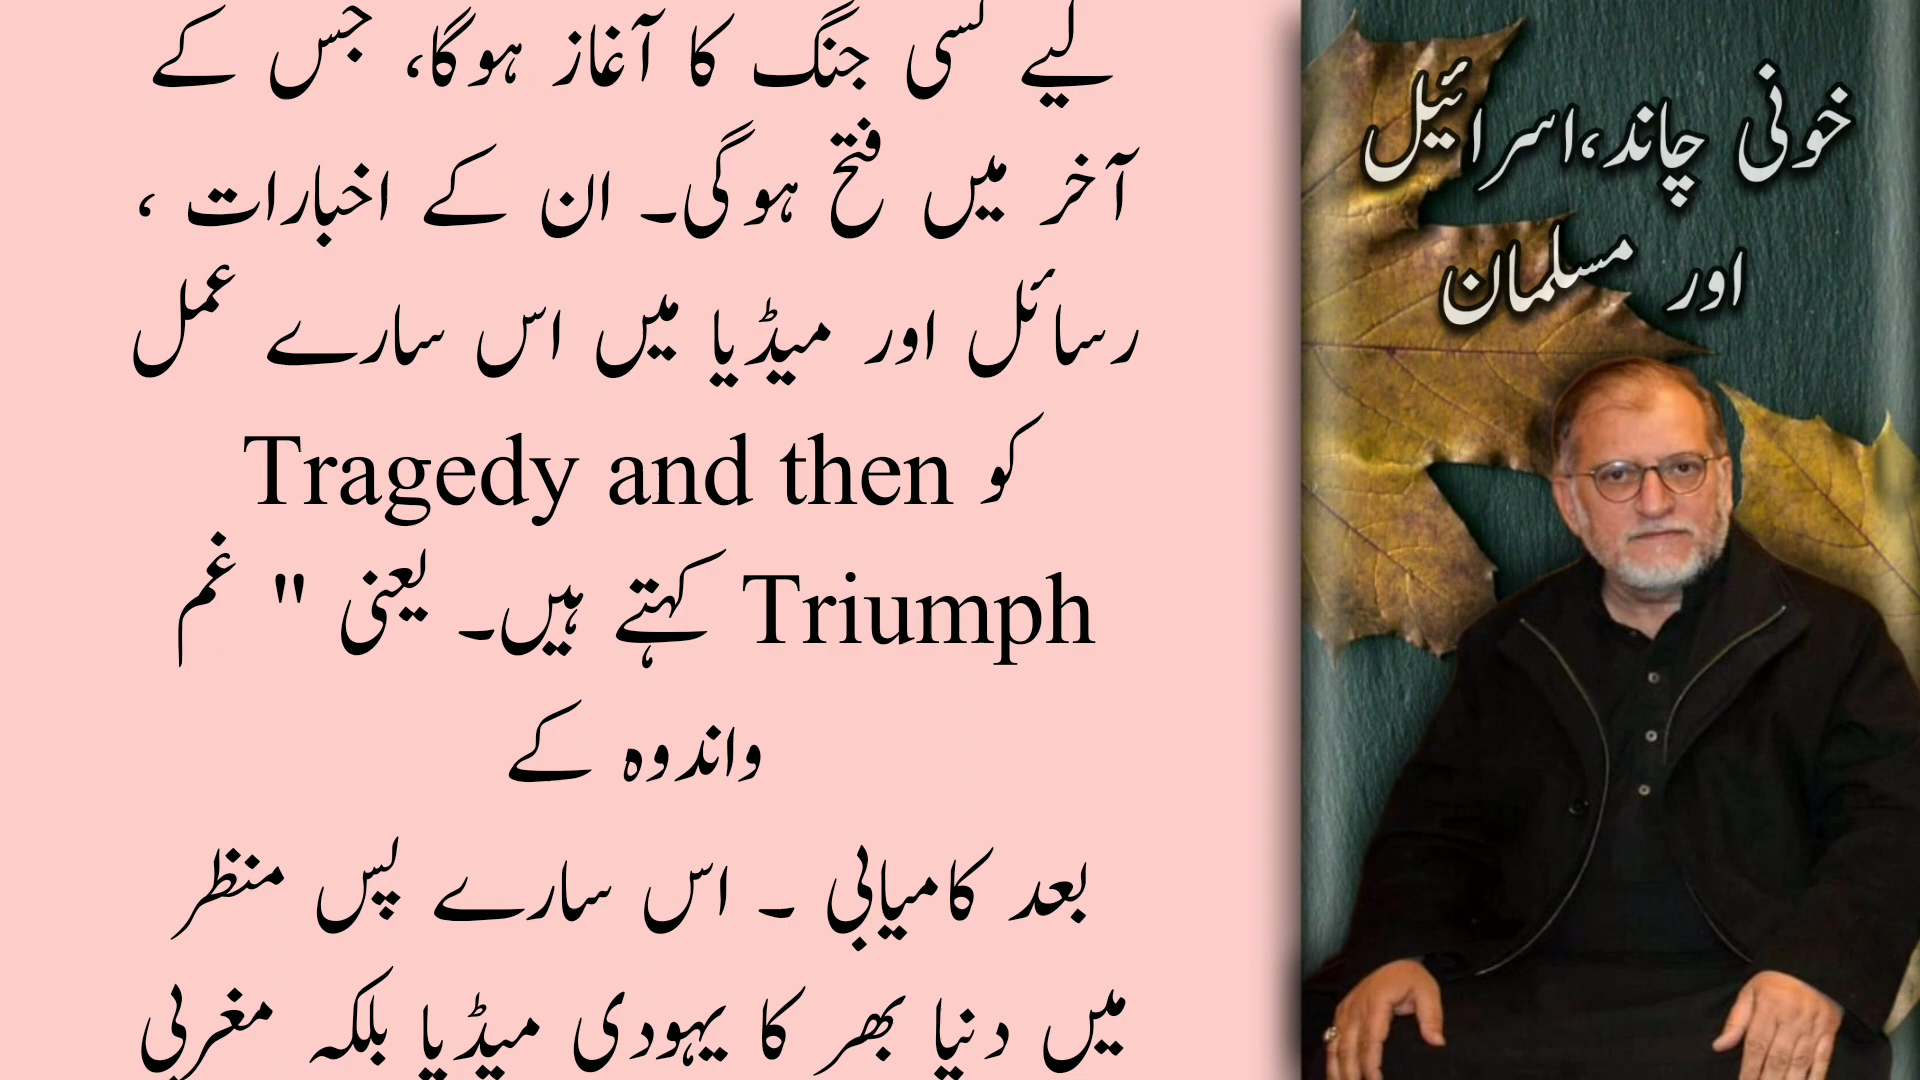 لیے کسی جنگ کا آغاز ہوگا، جس کے
آخر میں فتح ہوگی۔ ان کے اخبارات ،
رسائل اور میڈیا میں اس سارے عمل
کو Tragedy and then
Triumph کہتے ہیں۔ یعنی " غم
واندوہ کے
بعد کامیابی ۔ اس سارے پس منظر
میں دنیا بھر کا یہودی میڈیا بلکہ مغربی
خونی چاند،اسرائیل
اور مسلمان